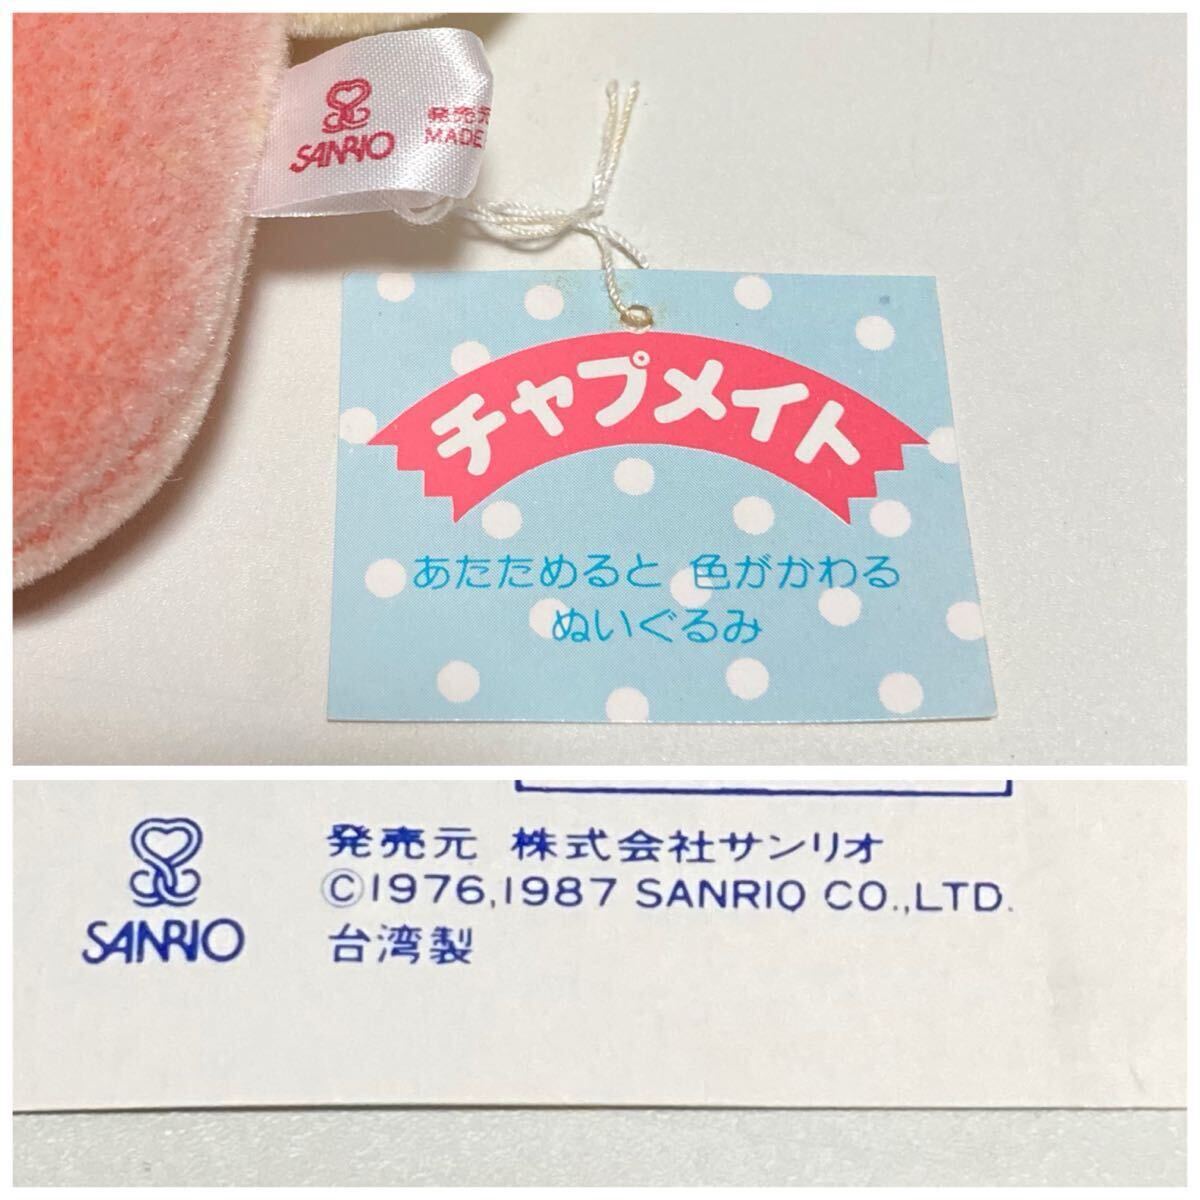 SANRIO
発売元
MADE
チャプメイト
あたためると 色がかわる
ぬいぐるみ
SANRIO
発売元 株式会社サンリオ
©1976,1987 SANRIO CO.,LTD.
台湾製